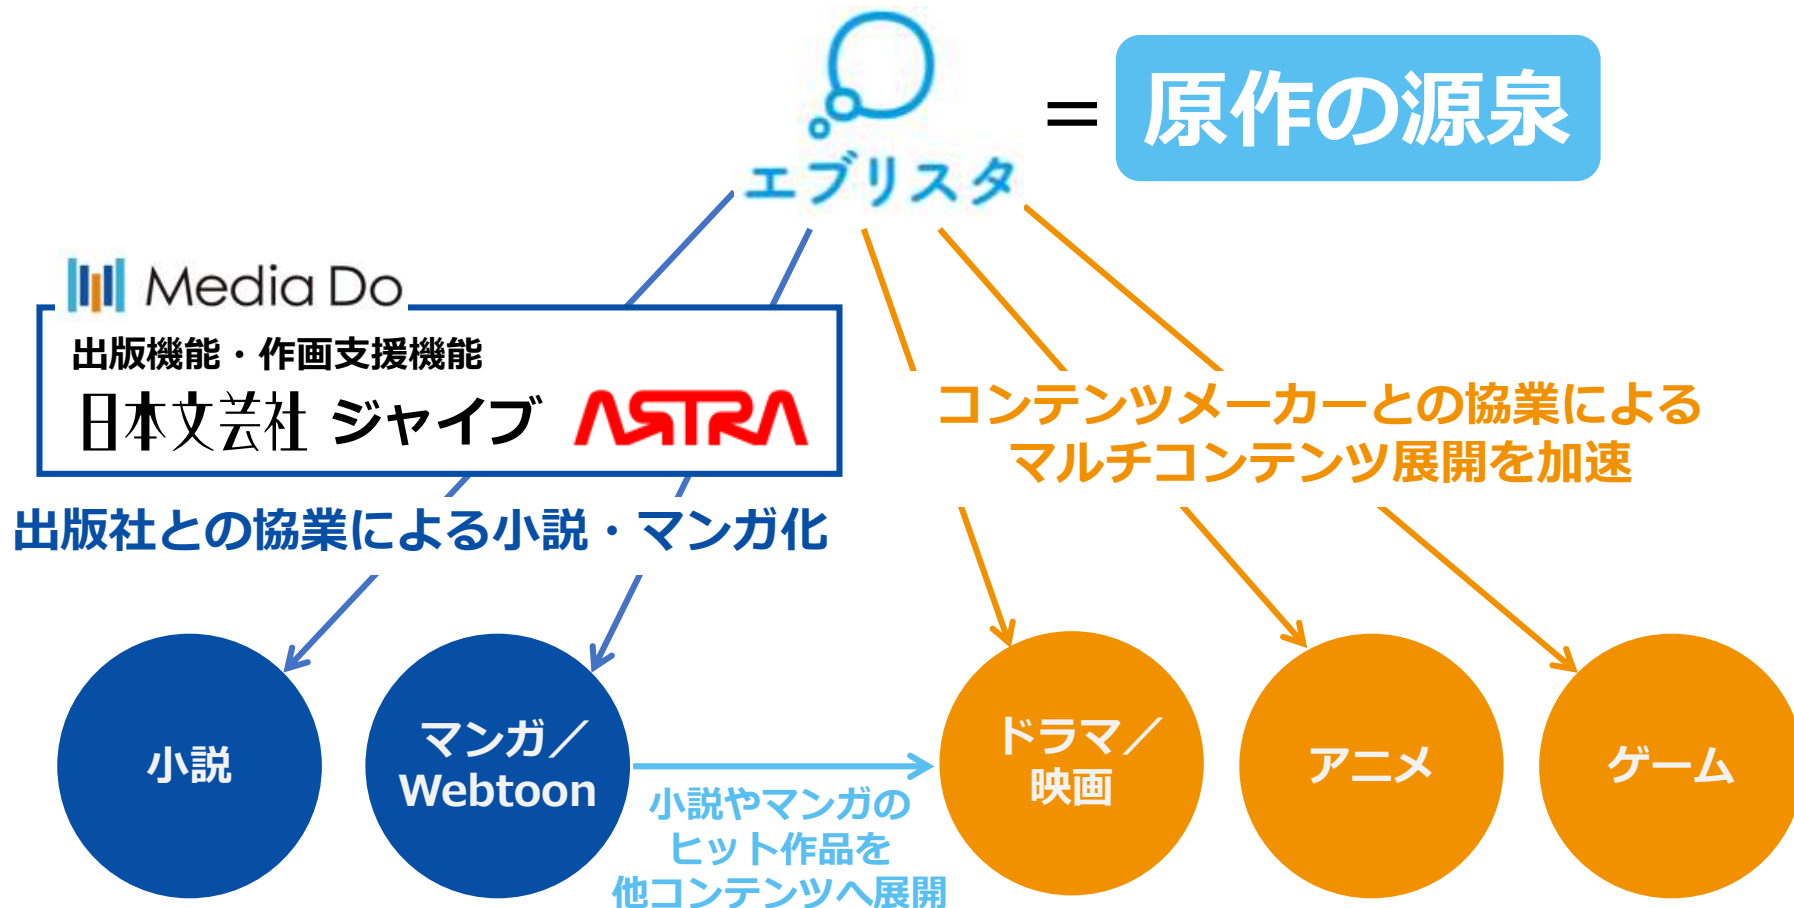 エブリスタ
= 原作の源泉
Media Do
出版機能・作画支援機能
日本文芸社 ジャイブ ASTRA
出版社との協業による小説・マンガ化
コンテンツメーカーとの協業による
マルチコンテンツ展開を加速
小説
マンガ／
Webtoon
小説やマンガの
ヒット作品を
他コンテンツへ展開
ドラマ／
映画
アニメ
ゲーム